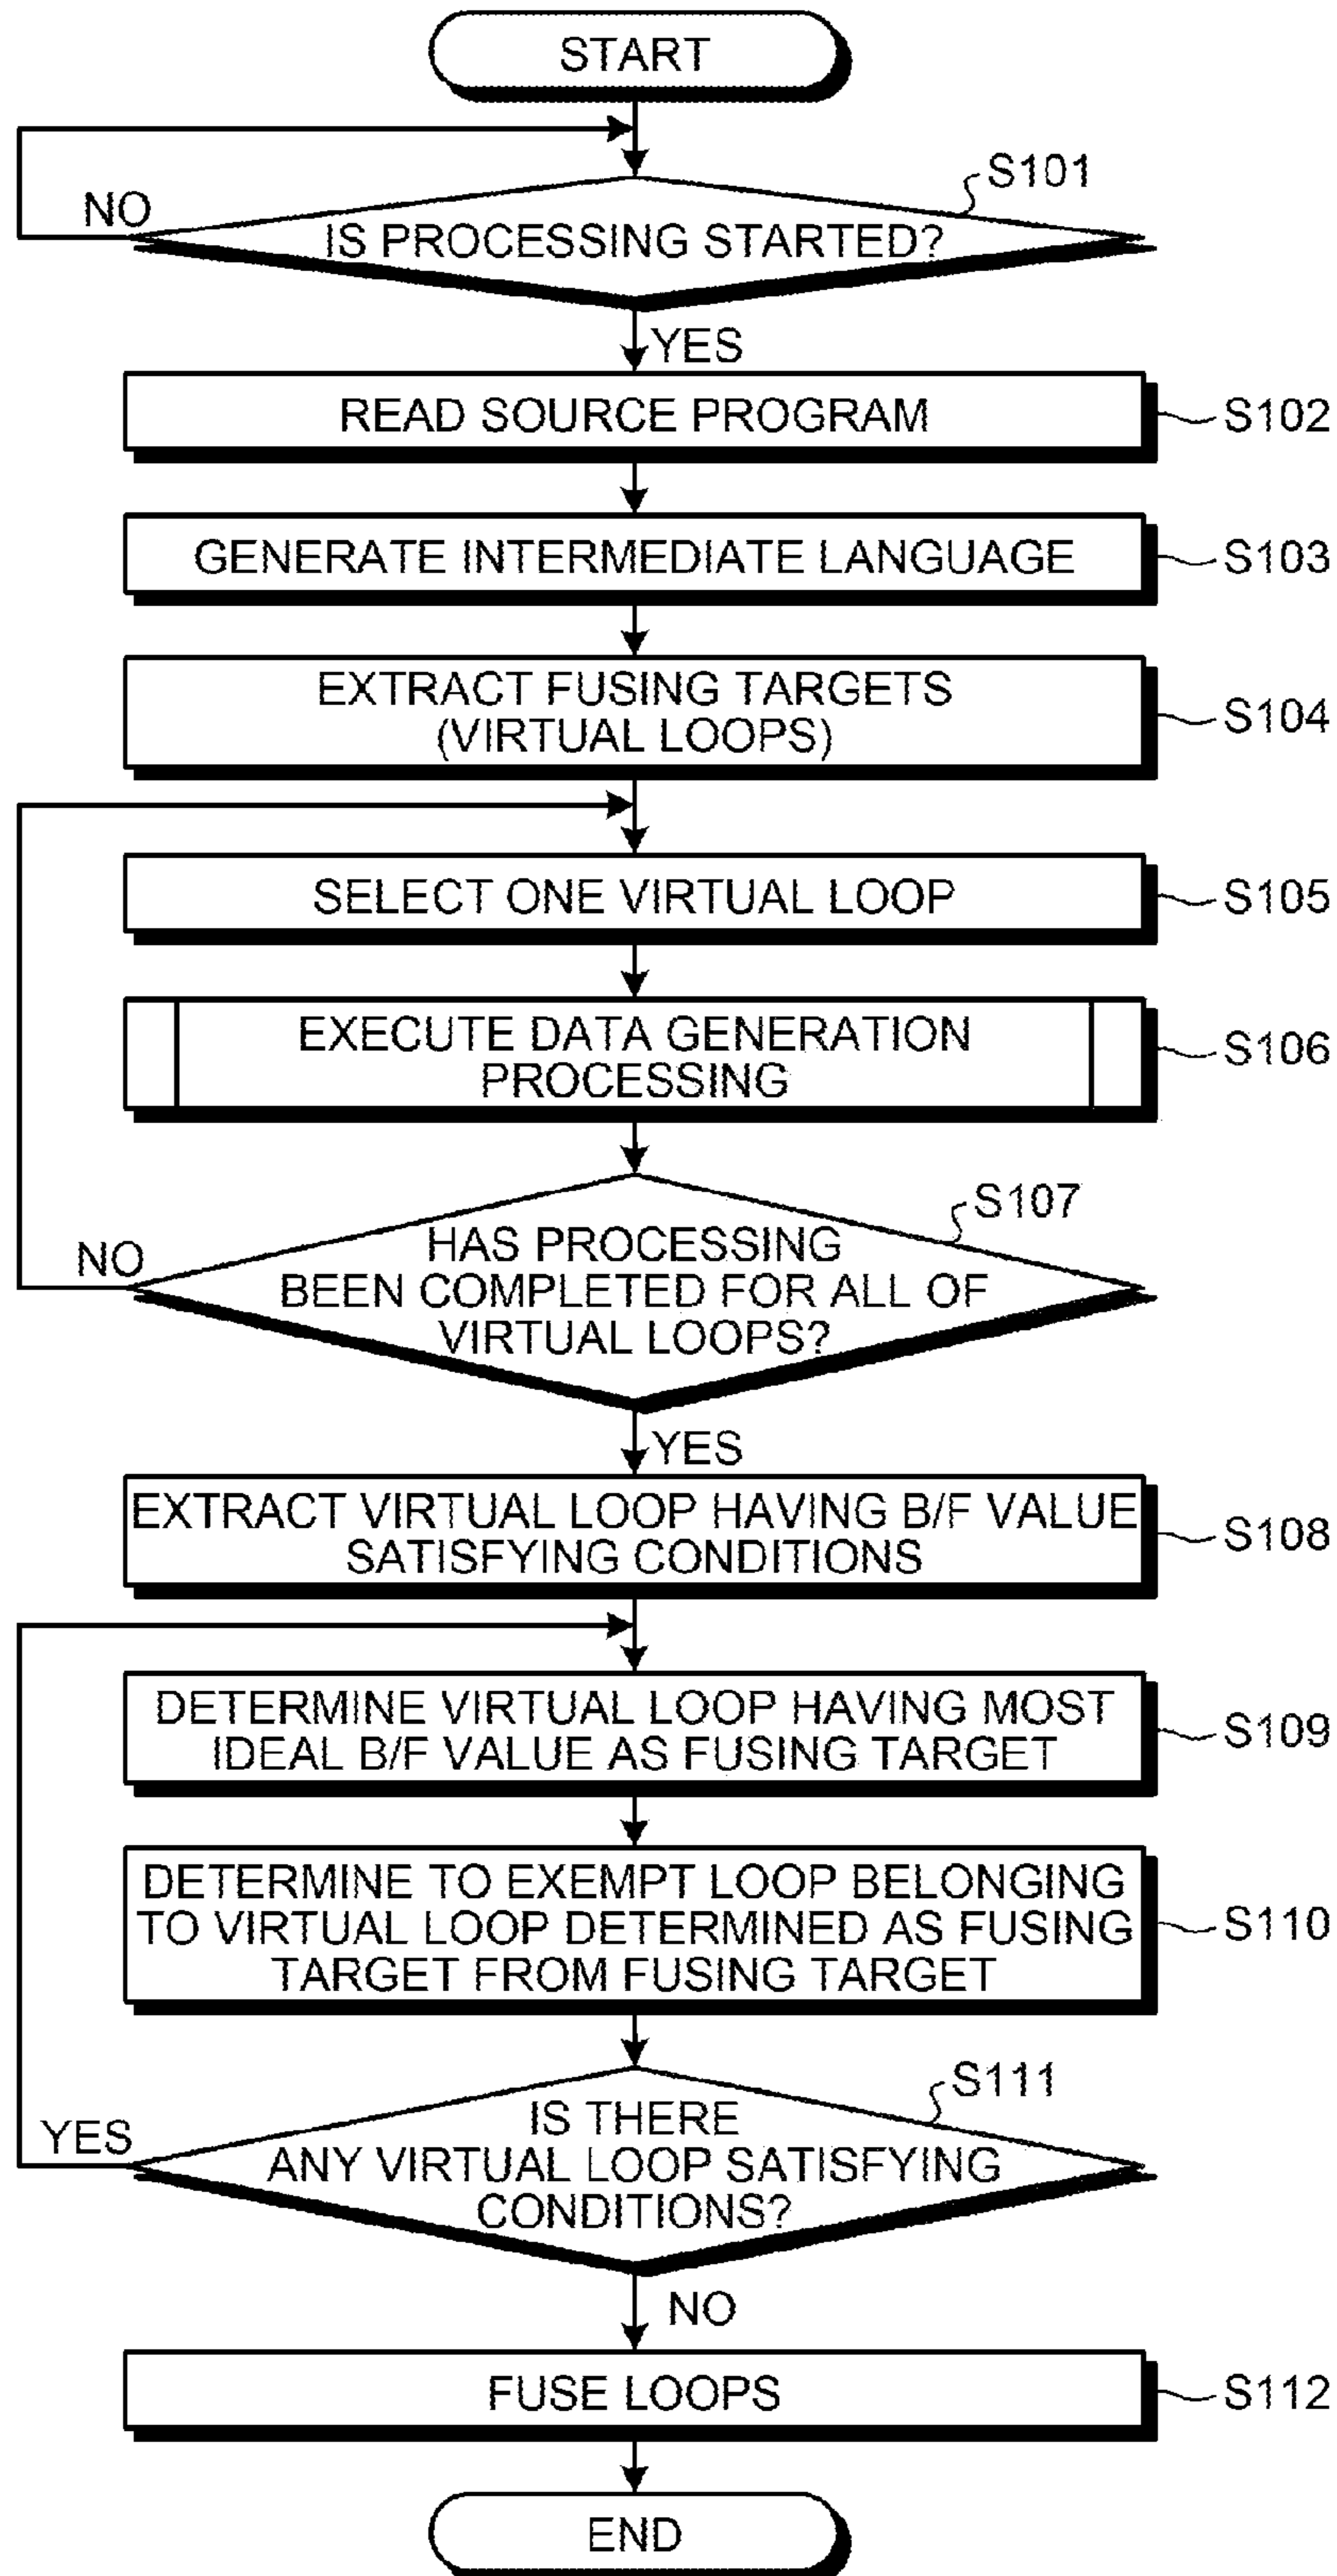 START
S101
NO
IS PROCESSING STARTED?
YES
READ SOURCE PROGRAM
S102
GENERATE INTERMEDIATE LANGUAGE
S103
EXTRACT FUSING TARGETS
(VIRTUAL LOOPS)
S104
SELECT ONE VIRTUAL LOOP
S105
EXECUTE DATA GENERATION
PROCESSING
S106
S107
NO
HAS PROCESSING
BEEN COMPLETED FOR ALL OF
VIRTUAL LOOPS?
YES
EXTRACT VIRTUAL LOOP HAVING B/F VALUE
SATISFYING CONDITIONS
S108
DETERMINE VIRTUAL LOOP HAVING MOST
IDEAL B/F VALUE AS FUSING TARGET
S109
DETERMINE TO EXEMPT LOOP BELONGING
TO VIRTUAL LOOP DETERMINED AS FUSING
TARGET FROM FUSING TARGET
S110
S111
YES
IS THERE
ANY VIRTUAL LOOP SATISFYING
CONDITIONS?
NO
FUSE LOOPS
S112
END